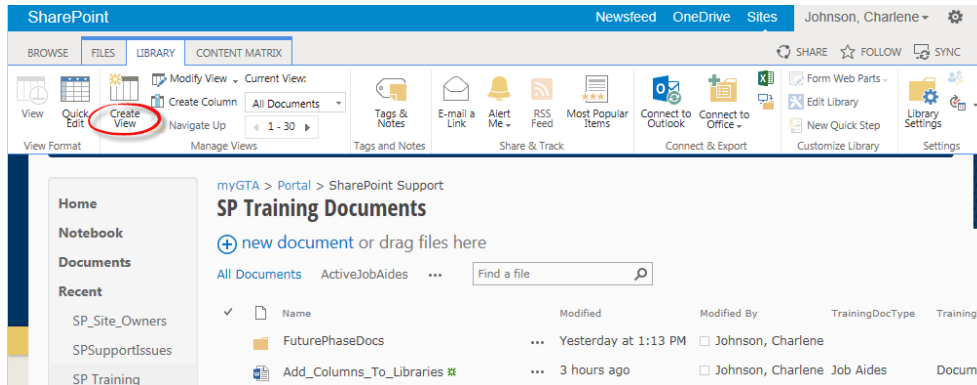 SharePoint Newsfeed OneDrive Sites Johnson, Charlene
BROWSE FILES LIBRARY CONTENT MATRIX SHARE FOLLOW SYNC
View Quick Edit Create View Modify View Current View:
Create Column All Documents
Navigate Up 1 - 30
Tags & Notes E-mail a Link Alert Me RSS Feed Most Popular Items Connect to Outlook Connect to Office Form Web Parts
Edit Library
New Quick Step
Library Settings
View Format Manage Views Tags and Notes Share & Track Connect & Export Customize Library Settings
myGTA > Portal > SharePoint Support
SP Training Documents
new document or drag files here
All Documents ActiveJobAides ... Find a file
Name Modified Modified By TrainingDocType Training
FuturePhaseDocs ... Yesterday at 1:13 PM Johnson, Charlene
Add_Columns_To_Libraries ... 3 hours ago Johnson, Charlene Job Aides Docum
Home
Notebook
Documents
Recent
SP_Site_Owners
SPSupportIssues
SP Training